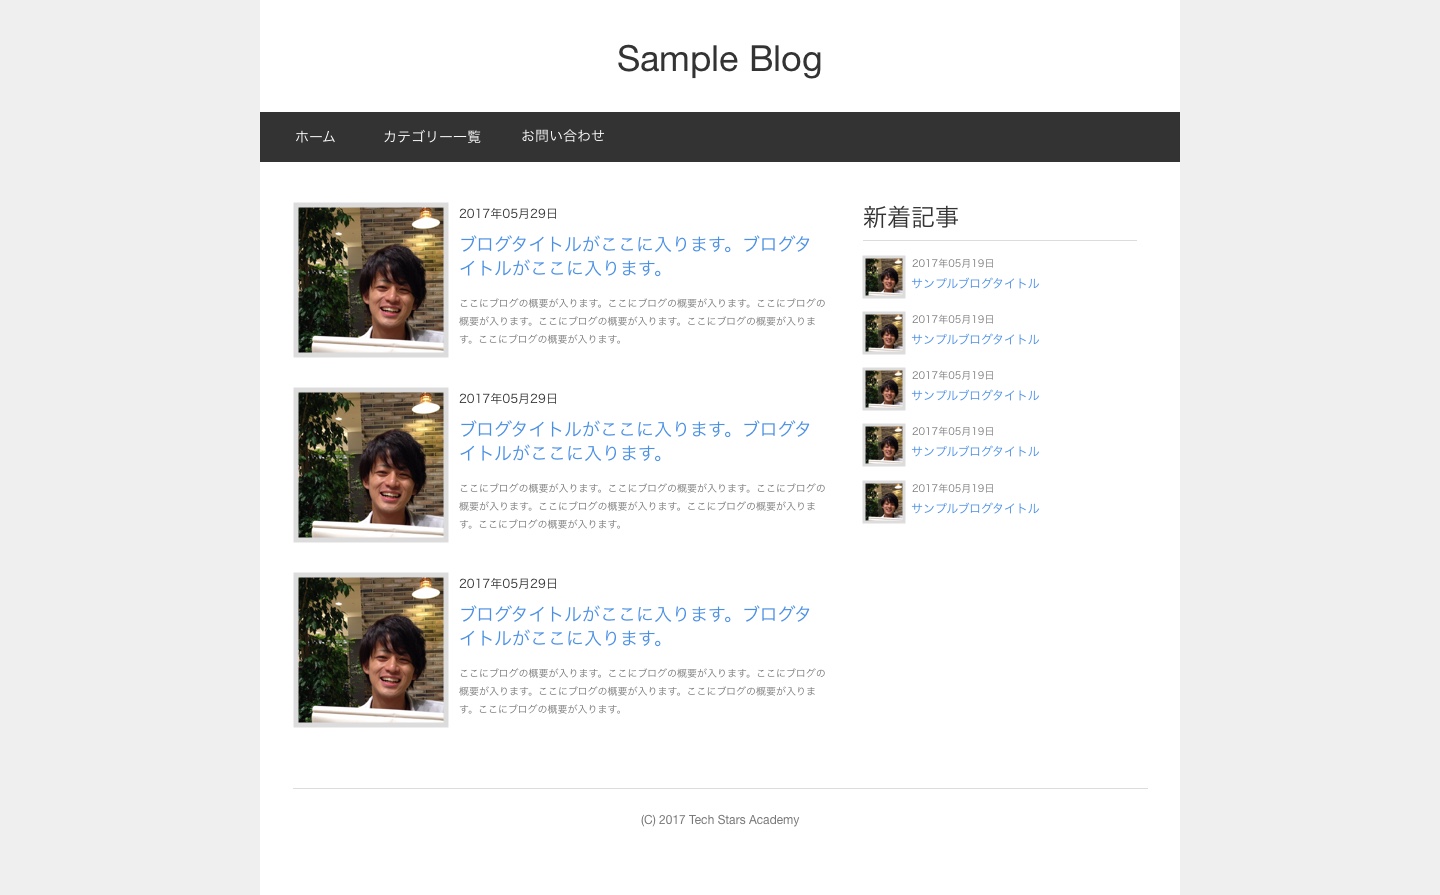 Sample Blog
ホーム
カテゴリー一覧
お問い合わせ
2017年05月29日
ブログタイトルがここに入ります。ブログタ
イトルがここに入ります。
ここにブログの概要が入ります。ここにブログの概要が入ります。ここにブログの
概要が入ります。ここにブログの概要が入ります。ここにブログの概要が入りま
す。ここにブログの概要が入ります。
2017年05月29日
ブログタイトルがここに入ります。ブログタ
イトルがここに入ります。
ここにブログの概要が入ります。ここにブログの概要が入ります。ここにブログの
概要が入ります。ここにブログの概要が入ります。ここにブログの概要が入りま
す。ここにブログの概要が入ります。
2017年05月29日
ブログタイトルがここに入ります。ブログタ
イトルがここに入ります。
ここにブログの概要が入ります。ここにブログの概要が入ります。ここにブログの
概要が入ります。ここにブログの概要が入ります。ここにブログの概要が入りま
す。ここにブログの概要が入ります。
新着記事
2017年05月19日
サンプルブログタイトル
2017年05月19日
サンプルブログタイトル
2017年05月19日
サンプルブログタイトル
2017年05月19日
サンプルブログタイトル
2017年05月19日
サンプルブログタイトル
(C) 2017 Tech Stars Academy